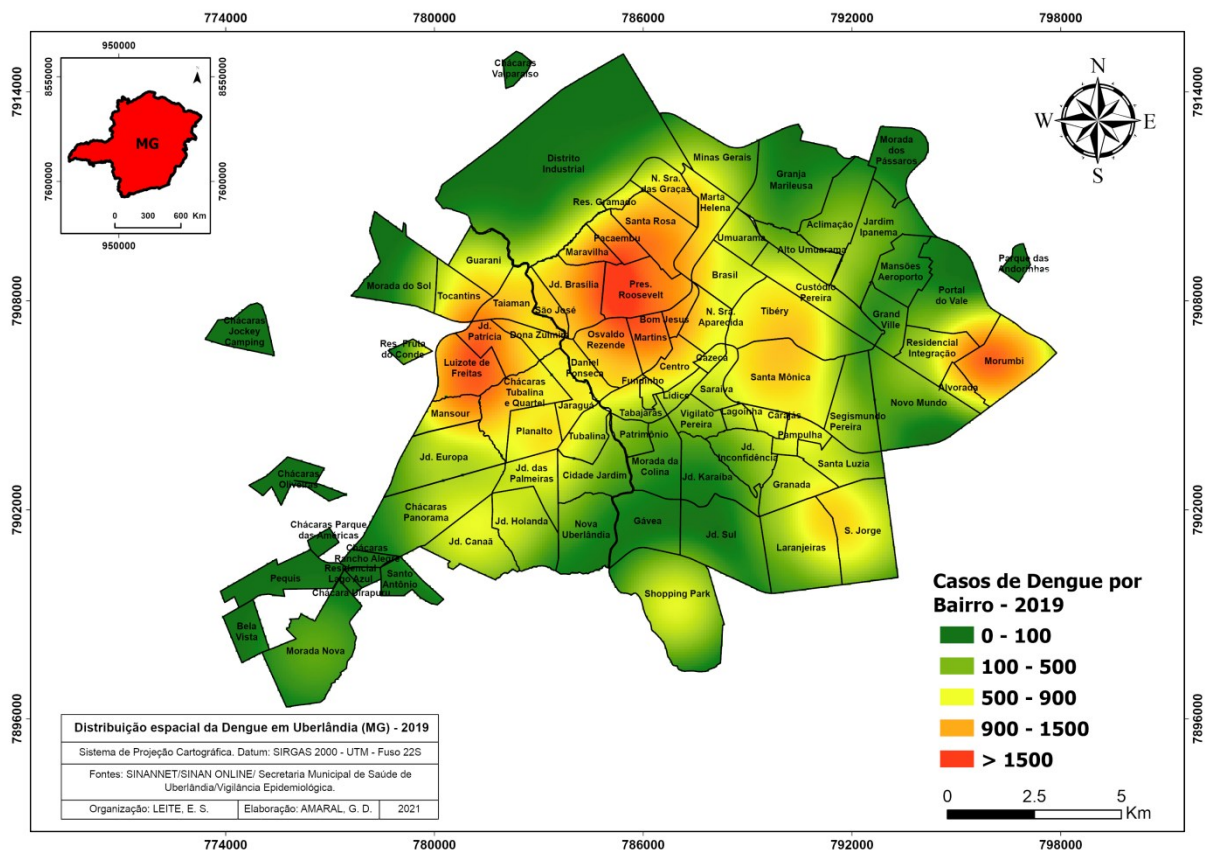 774000
780000
786000
792000
798000
950000
8550000
8550000
7600000
7600000
MG
0 300 600 Km
950000
7914000
7914000
7908000
7908000
7902000
7902000
7896000
7896000
N
W
E
S
Chácaras
Valparaíso
Distrito
Industrial
Minas Gerais
Granja
Marileusa
Morada
dos
Pássaros
N. Sra.
das Graças
Res. Gramado
Marta
Helena
Santa Rosa
Aclimação
Jardim
Ipanema
Pacaembu
Umuarama
Alto Umuarama
Maravilha
Guarani
Brasil
Mansões
Aeroporto
Parque das
Andorinhas
Morada do Sol
Jd. Brasília
Pres.
Roosevelt
Custódio
Pereira
Portal
do Vale
Tocantins
Taiaman
São José
Tibéry
Grand
Ville
Chácaras
Jockey
Camping
Jd.
Patrícia
Dona Zulmira
Osvaldo
Rezende
Bom Jesus
Martins
N. Sra.
Aparecida
Res. Fruta
do Conde
Residencial
Integração
Morumbi
Luizote de
Freitas
Daniel
Fonseca
Centro
Cazeca
Santa Mônica
Alvorada
Chácaras
Tubalina
e Quartel
Fundinho
Saraiva
Novo Mundo
Lídice
Mansour
Jaraguá
Tabajaras
Vigilato
Pereira
Lagoinha
Carajás
Segismundo
Pereira
Planalto
Tubalina
Patrimônio
Pampulha
Jd. Europa
Jd.
Inconfidência
Santa Luzia
Jd. das
Palmeiras
Cidade Jardim
Morada
da Colina
Jd. Karaíba
Granada
Chácaras
Oliveiras
Chácaras
Panorama
Jd. Holanda
Nova
Uberlândia
Gávea
Jd. Sul
S. Jorge
Laranjeiras
Chácaras Parque
das Américas
Jd. Canaã
Chácaras
Rancho Alegre
Residencial
Lago Azul
Pequis
Santo
Antônio
Chácara Uirapuru
Shopping Park
Bela
Vista
Morada Nova
Casos de Dengue por
Bairro - 2019
0 - 100
100 - 500
500 - 900
900 - 1500
> 1500
0 2.5 5
Km
Distribuição espacial da Dengue em Uberlândia (MG) - 2019
Sistema de Projeção Cartográfica. Datum: SIRGAS 2000 - UTM - Fuso 22S
Fontes: SINANNET/SINAN ONLINE/ Secretaria Municipal de Saúde de
Uberlândia/Vigilância Epidemiológica.
Organização: LEITE, E. S. Elaboração: AMARAL, G. D. 2021
774000
780000
786000
792000
798000